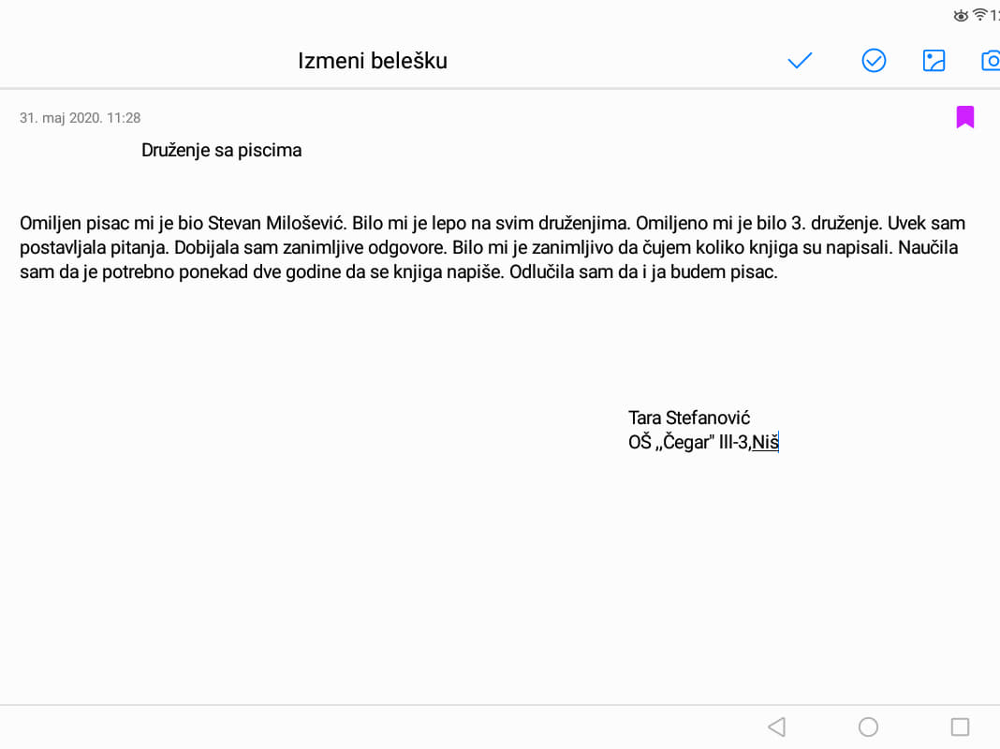 1
Izmeni belešku
31. maj 2020. 11:28
Druženje sa piscima
Omiljen pisac mi je bio Stevan Milošević. Bilo mi je lepo na svim druženjima. Omiljeno mi je bilo 3. druženje. Uvek sam
postavljala pitanja. Dobijala sam zanimljive odgovore. Bilo mi je zanimljivo da čujem koliko knjiga su napisali. Naučila
sam da je potrebno ponekad dve godine da se knjiga napiše. Odlučila sam da i ja budem pisac.
Tara Stefanović
OŠ ,,Čegar" III-3,Niš